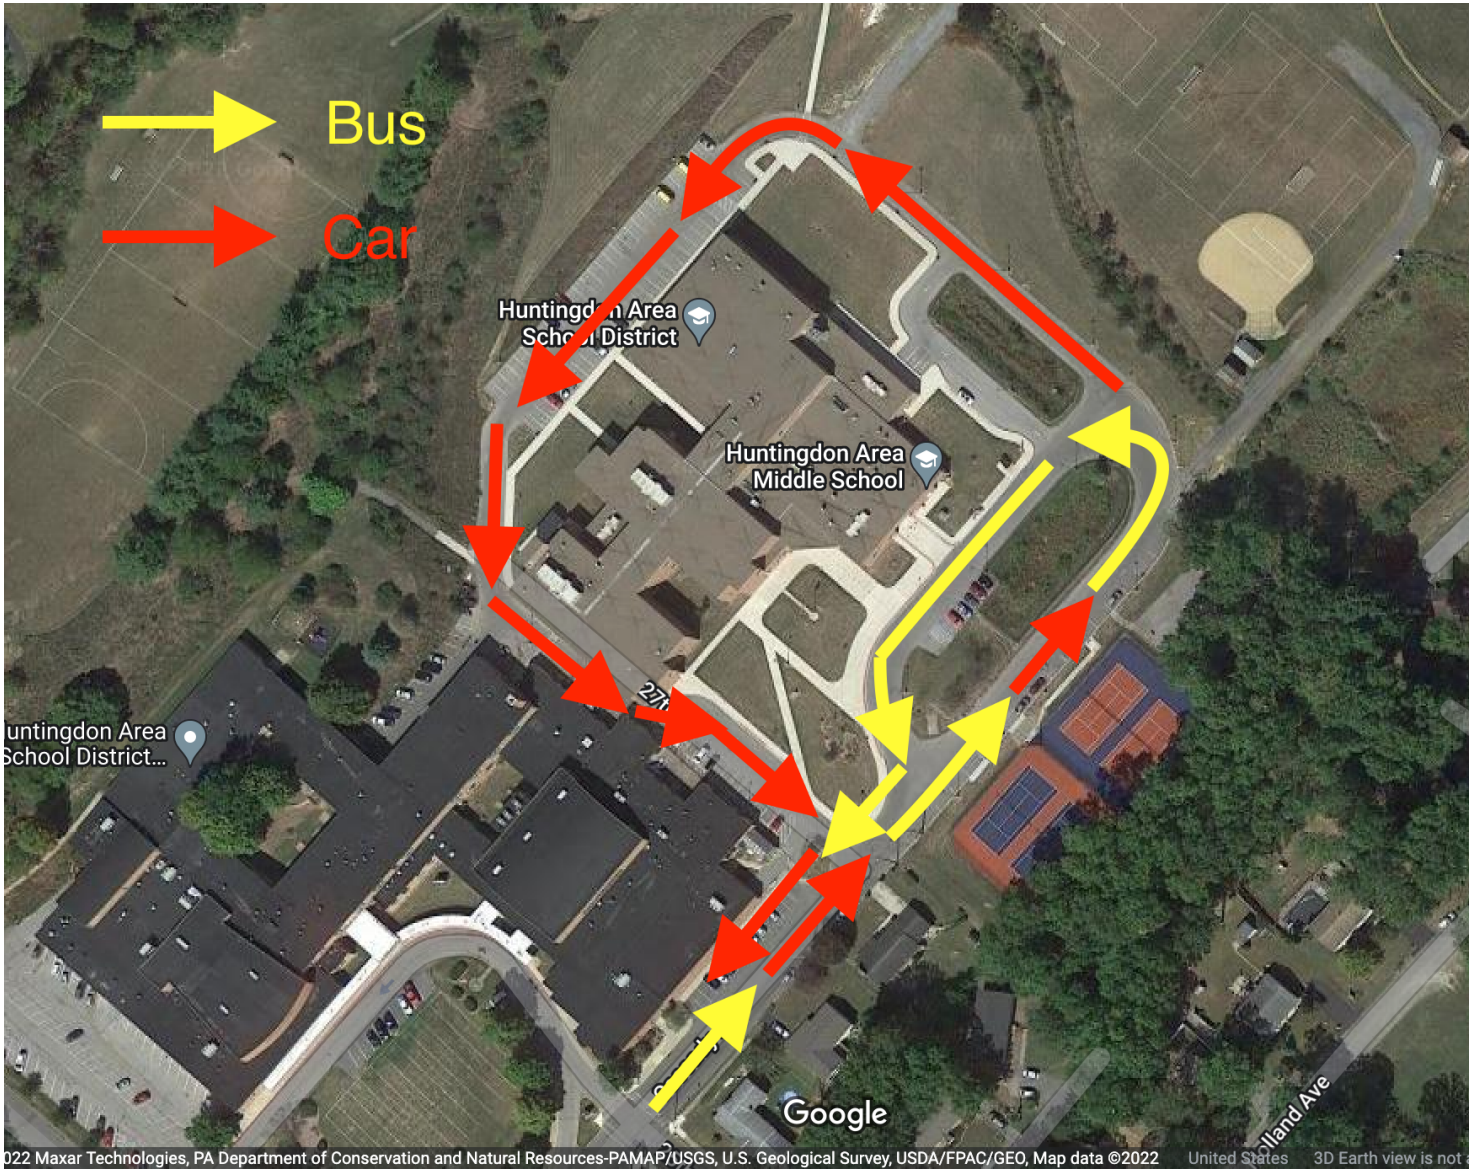 Bus
Car
Huntingdon Area
School District
Huntingdon Area
Middle School
27th
untingdon Area
School District...
Google
lland Ave
022 Maxar Technologies, PA Department of Conservation and Natural Resources-PAMAP/USGS, U.S. Geological Survey, USDA/FPAC/GEO, Map data ©2022 United States 3D Earth view is not